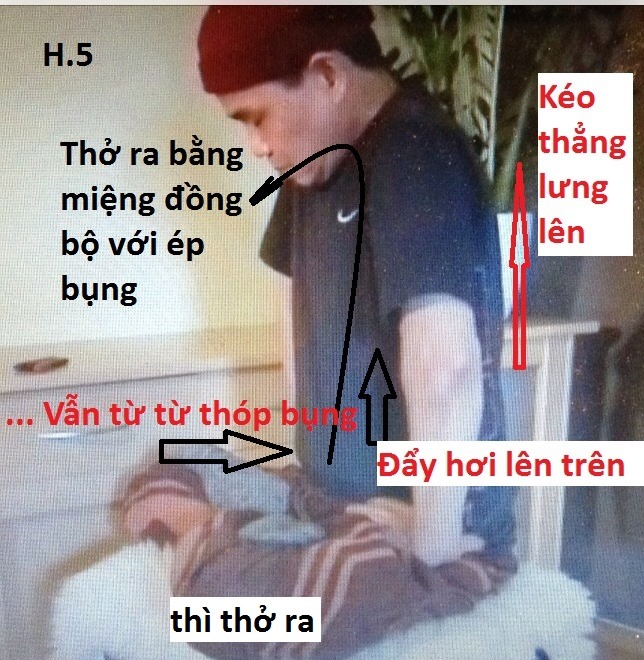 H.5
Kéo
thẳng
lưng
lên
Thở ra bằng
miệng đồng
bộ với ép
bụng
... Vẫn từ từ thóp bụng
Đẩy hơi lên trên
thì thở ra